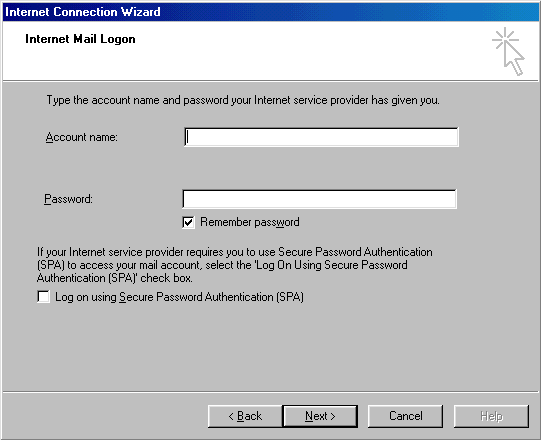 Internet Connection Wizard
Internet Mail Logon
Type the account name and password your Internet service provider has given you.
Account name:
Password:
Remember password
If your Internet service provider requires you to use Secure Password Authentication
(SPA) to access your mail account, select the 'Log On Using Secure Password
Authentication (SPA)' check box.
Log on using Secure Password Authentication (SPA)
< Back Next > Cancel Help